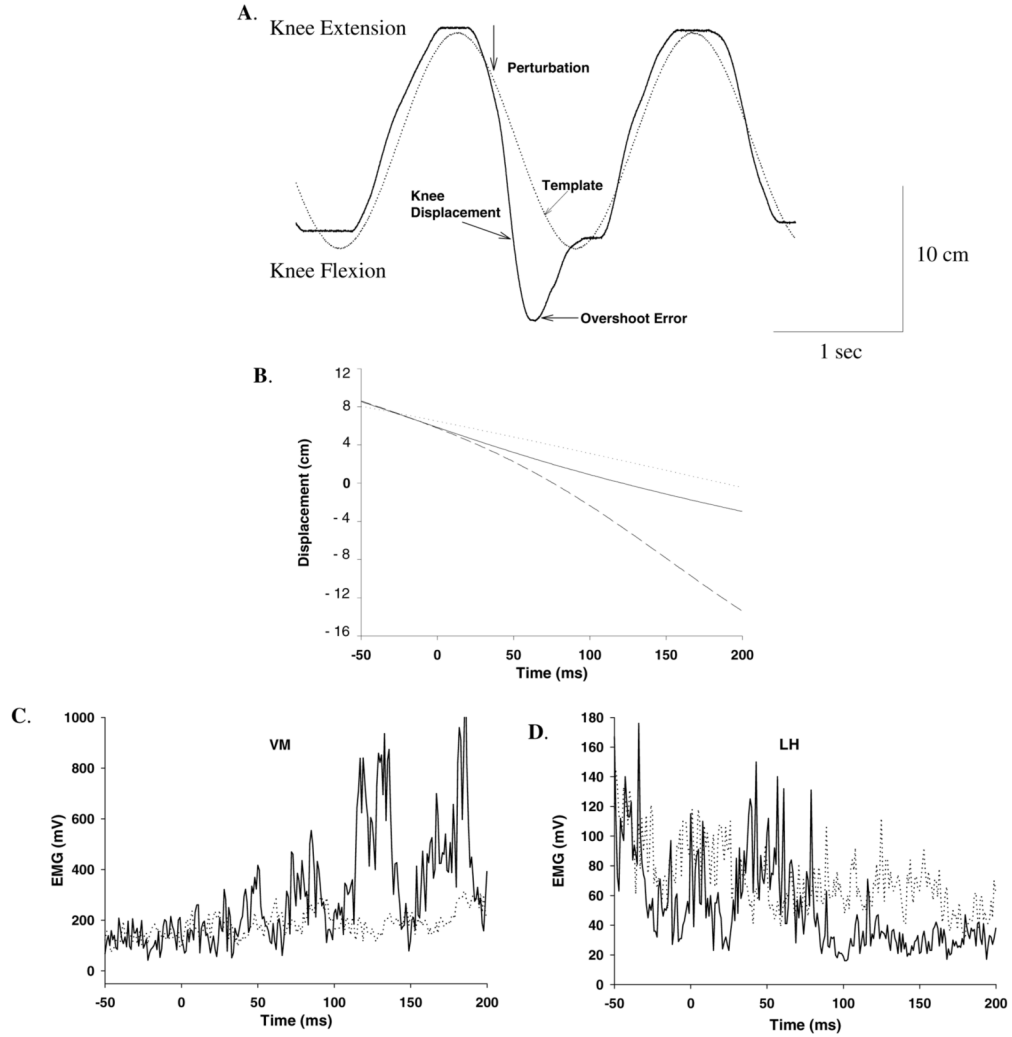 A.
Knee Extension
Perturbation
Template
Knee
Displacement
Knee Flexion
10 cm
Overshoot Error
1 sec
B.
12
8
4
0
- 4
- 8
- 12
- 16
Displacement (cm)
-50
0
50
100
150
200
Time (ms)
C.
VM
1000
800
600
400
200
0
EMG (mV)
-50
0
50
100
150
200
Time (ms)
D.
LH
180
160
140
120
100
80
60
40
20
0
EMG (mV)
-50
0
50
100
150
200
Time (ms)